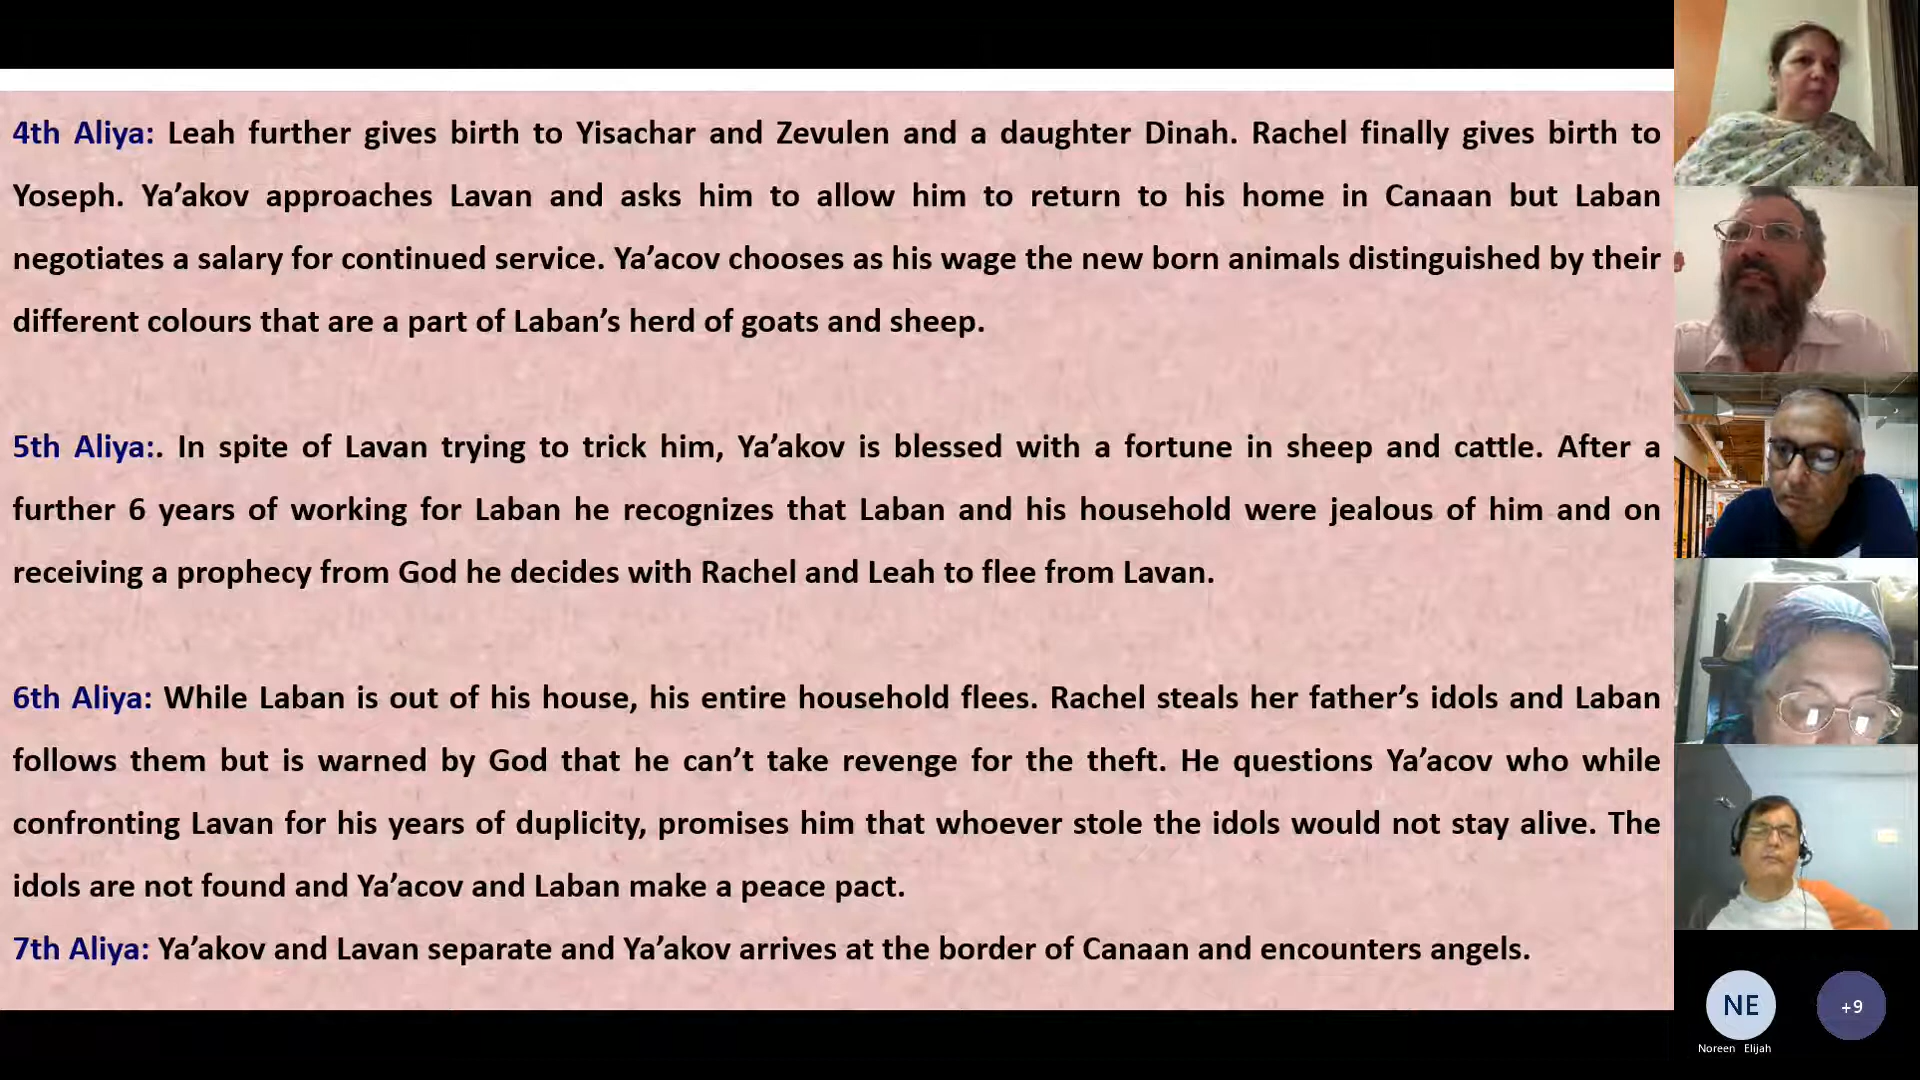 4th Aliya: Leah further gives birth to Yisachar and Zevulen and a daughter Dinah. Rachel finally gives birth to
Yoseph. Ya’akov approaches Lavan and asks him to allow him to return to his home in Canaan but Laban
negotiates a salary for continued service. Ya’acov chooses as his wage the new born animals distinguished by their
different colours that are a part of Laban’s herd of goats and sheep.
5th Aliya:. In spite of Lavan trying to trick him, Ya’akov is blessed with a fortune in sheep and cattle. After a
further 6 years of working for Laban he recognizes that Laban and his household were jealous of him and on
receiving a prophecy from God he decides with Rachel and Leah to flee from Lavan.
6th Aliya: While Laban is out of his house, his entire household flees. Rachel steals her father’s idols and Laban
follows them but is warned by God that he can’t take revenge for the theft. He questions Ya’acov who while
confronting Lavan for his years of duplicity, promises him that whoever stole the idols would not stay alive. The
idols are not found and Ya’acov and Laban make a peace pact.
7th Aliya: Ya’akov and Lavan separate and Ya’akov arrives at the border of Canaan and encounters angels.
NE
+9
Noreen Elijah